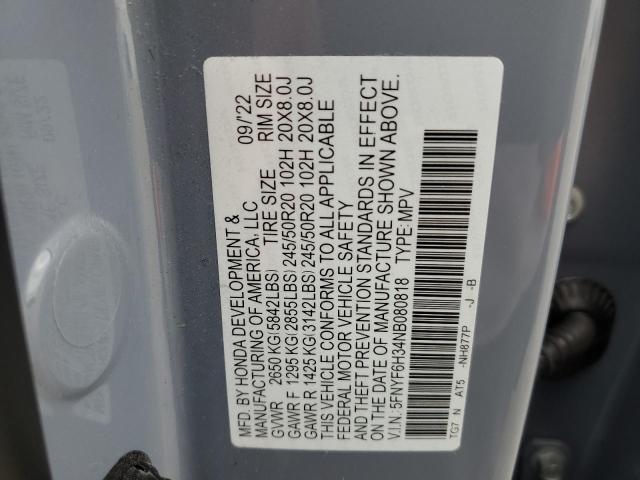 MFD. BY HONDA DEVELOPMENT &
MANUFACTURING OF AMERICA, LLC 09/'22
GVWR 2650 KG(5842LBS) TIRE SIZE RIM SIZE
GAWR F 1295 KG(2855LBS) 245/50R20 102H 20X8.0J
GAWR R 1425 KG(3142LBS) 245/50R20 102H 20X8.0J
THIS VEHICLE CONFORMS TO ALL APPLICABLE
FEDERAL MOTOR VEHICLE SAFETY
AND THEFT PREVENTION STANDARDS IN EFFECT
ON THE DATE OF MANUFACTURE SHOWN ABOVE.
V.I.N: 5FNYF6H34NB080818 TYPE: MPV
TG7 N AT5 -NH877P -J -B